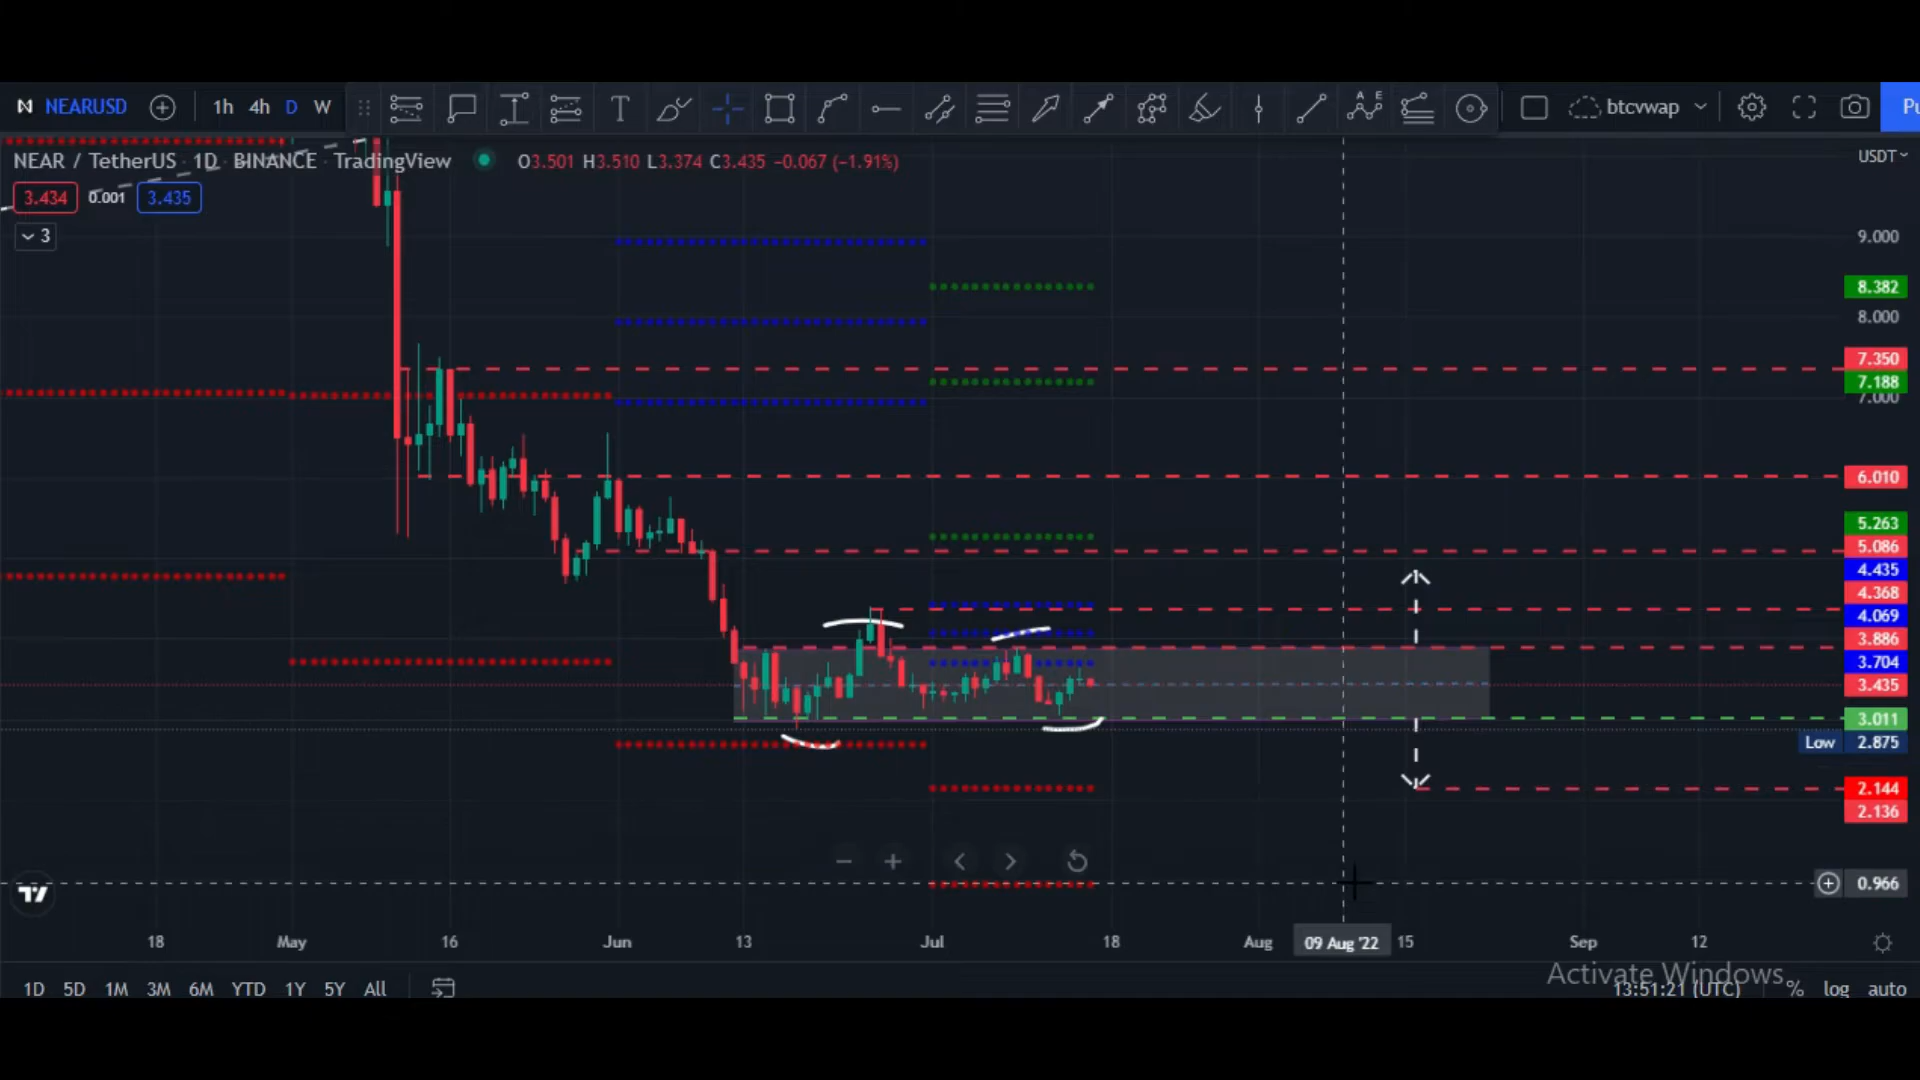 NEARUSD 1h 4h D W T A E btcvwap Pu
NEAR / TetherUS · 1D · BINANCE · TradingView O3.501 H3.510 L3.374 C3.435 −0.067 (−1.91%) USDT
3.434 0.001 3.435
3
9.000
8.382
8.000
7.350
7.188
7.000
6.010
5.263
5.086
4.435
4.368
4.069
3.886
3.704
3.435
3.011
Low 2.875
2.144
2.136
0.966
18 May 16 Jun 13 Jul 18 Aug 09 Aug '22 15 Sep 12
Activate Windows
1D 5D 1M 3M 6M YTD 1Y 5Y All 13:51:21 (UTC) % log auto